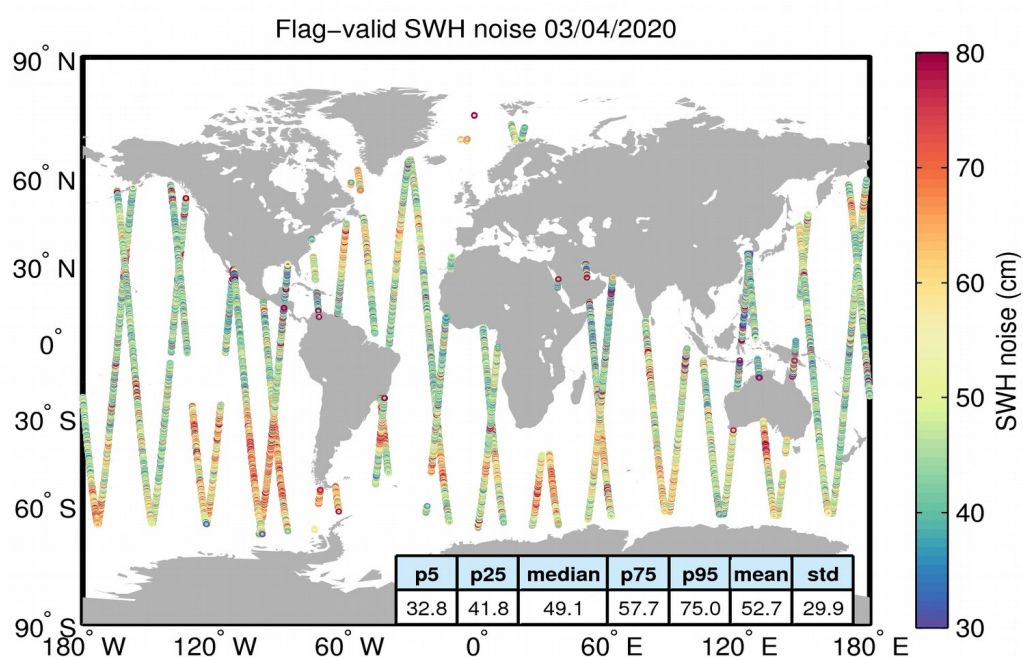 Flag−valid SWH noise 03/04/2020
90° N
60° N
30° N
0°
30° S
60° S
90° S
180° W
120° W
60° W
0°
60° E
120° E
180° E
p5 p25 median p75 p95 mean std
32.8 41.8 49.1 57.7 75.0 52.7 29.9
80
70
60
50
40
30
SWH noise (cm)